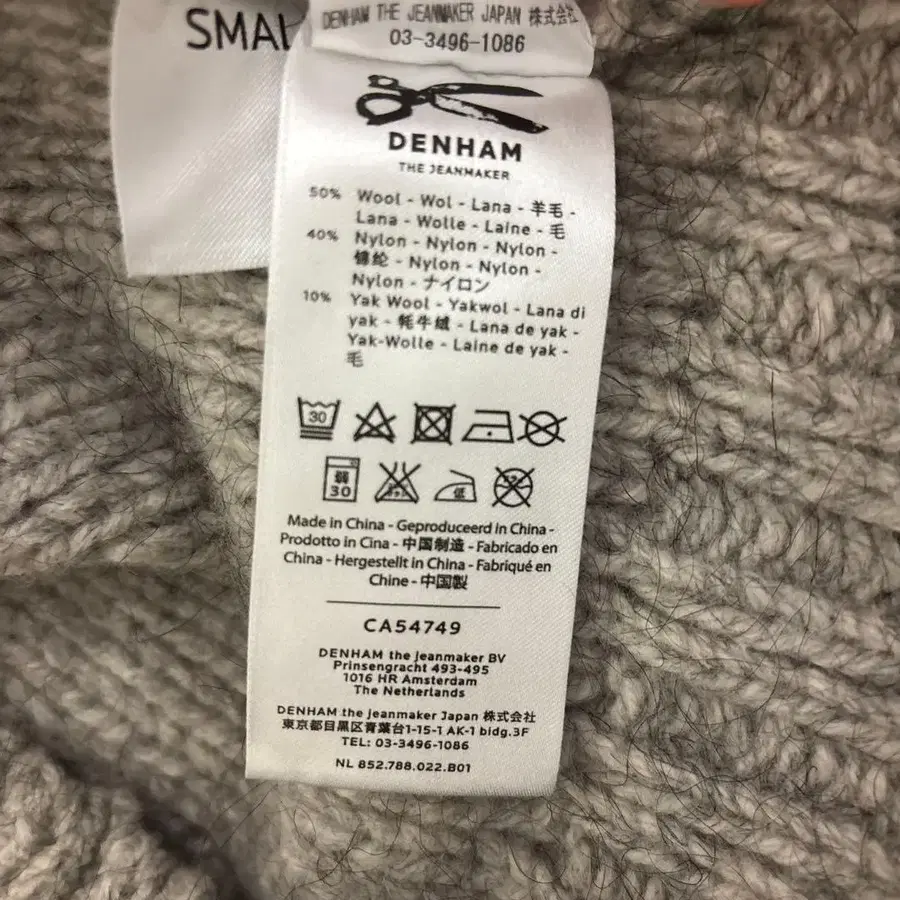 SMAL
DENHAM THE JEANMAKER JAPAN 株式会社
03-3496-1086
DENHAM
THE JEANMAKER
50% Wool - Wol - Lana - 羊毛 -
Lana - Wolle - Laine - 毛
40% Nylon - Nylon - Nylon -
锦纶 - Nylon - Nylon -
Nylon - ナイロン
10% Yak Wool - Yakwol - Lana di
yak - 牦牛绒 - Lana de yak -
Yak-Wolle - Laine de yak -
毛
30
弱
30
低
Made in China - Geproduceerd in China -
Prodotto in Cina - 中国制造 - Fabricado en
China - Hergestellt in China - Fabriqué en
Chine - 中国製
CA54749
DENHAM the jeanmaker BV
Prinsengracht 493-495
1016 HR Amsterdam
The Netherlands
DENHAM the jeanmaker Japan 株式会社
東京都目黒区青葉台1-15-1 AK-1 bidg.3F
TEL: 03-3496-1086
NL 852.788.022.B01